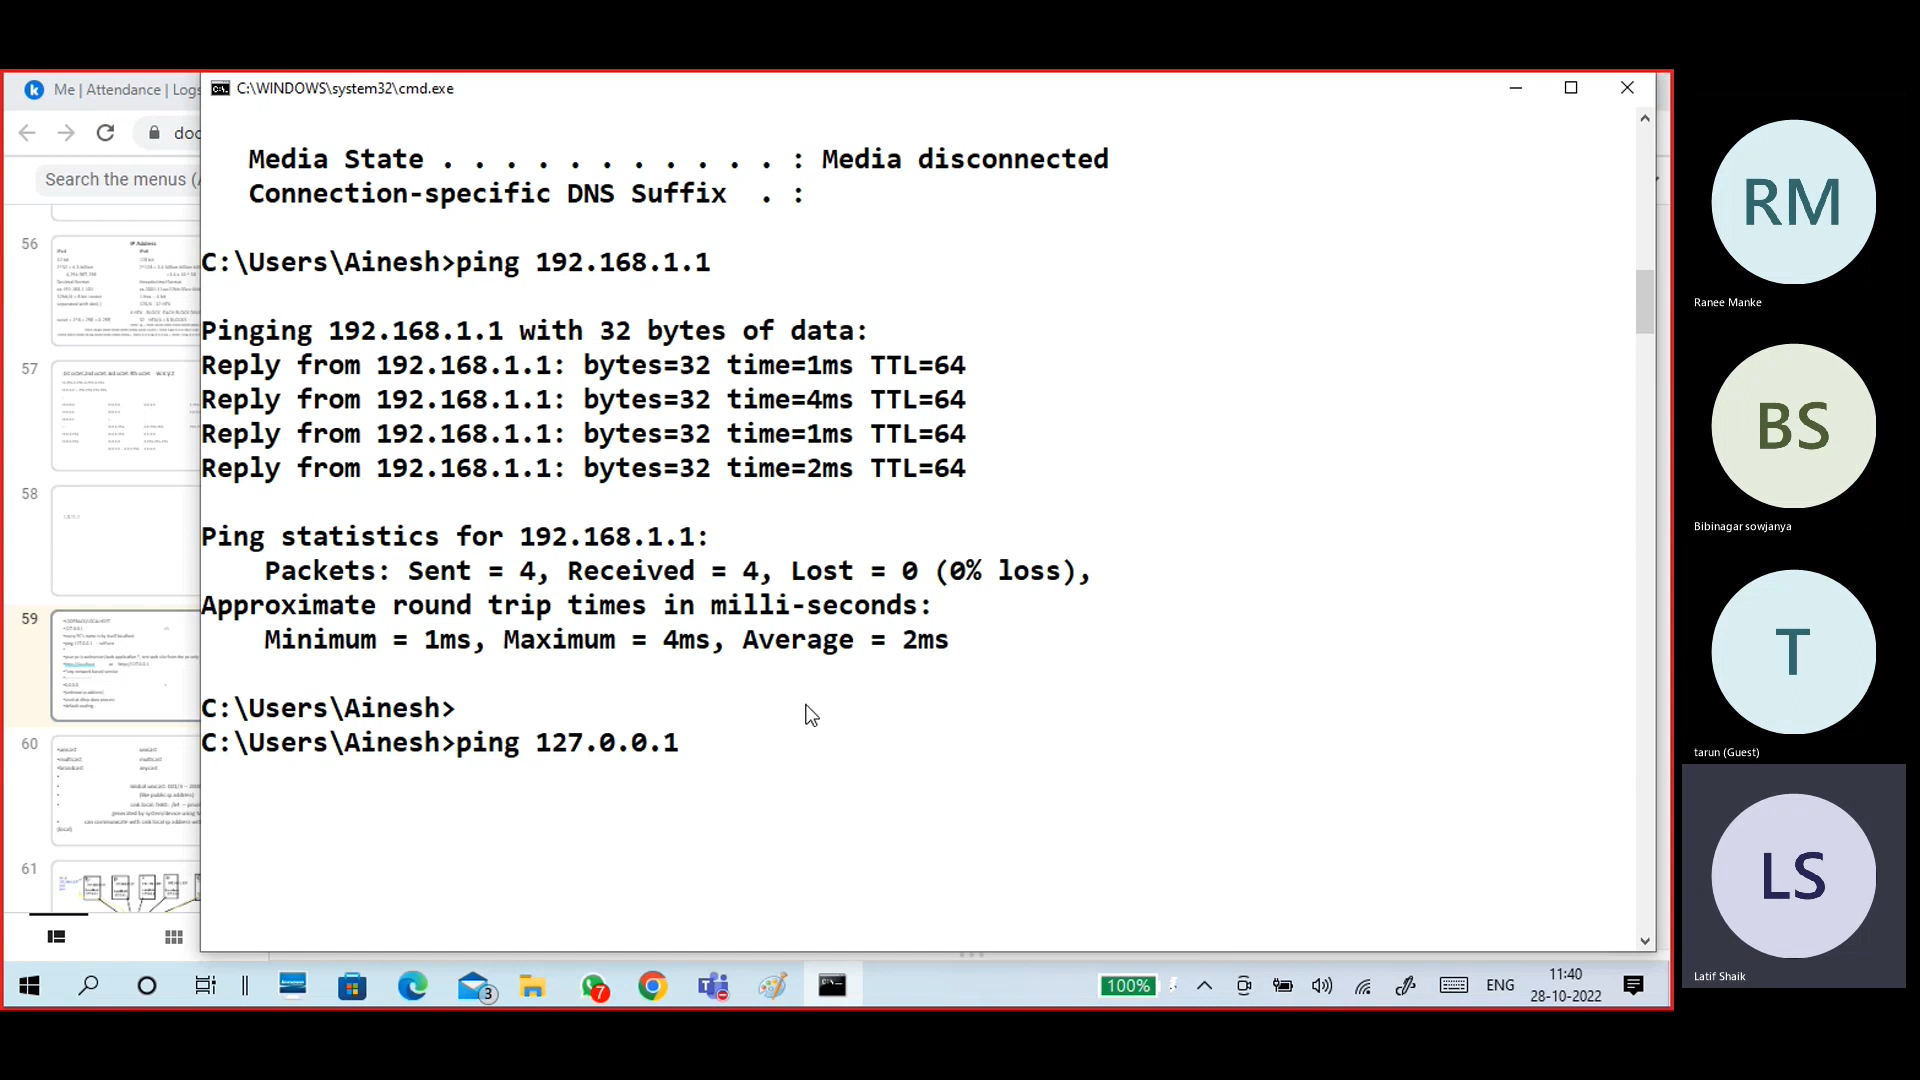 Me | Attendance | Logs
C:\WINDOWS\system32\cmd.exe
doc
Search the menus (A
Media State . . . . . . . . . . . : Media disconnected
Connection-specific DNS Suffix  . :
C:\Users\Ainesh>ping 192.168.1.1
Pinging 192.168.1.1 with 32 bytes of data:
Reply from 192.168.1.1: bytes=32 time=1ms TTL=64
Reply from 192.168.1.1: bytes=32 time=4ms TTL=64
Reply from 192.168.1.1: bytes=32 time=1ms TTL=64
Reply from 192.168.1.1: bytes=32 time=2ms TTL=64
Ping statistics for 192.168.1.1:
Packets: Sent = 4, Received = 4, Lost = 0 (0% loss),
Approximate round trip times in milli-seconds:
Minimum = 1ms, Maximum = 4ms, Average = 2ms
C:\Users\Ainesh>
C:\Users\Ainesh>ping 127.0.0.1
56
IP Address
57
58
59
60
61
3
7
100%
ENG
11:40
28-10-2022
RM
Ranee Manke
BS
Bibinagar sowjanya
T
tarun (Guest)
LS
Latif Shaik